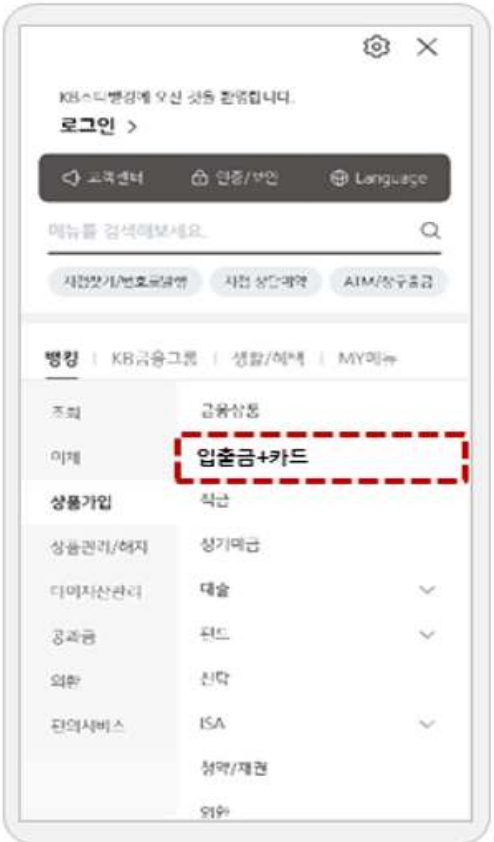 KB스타뱅킹에 오신 것을 환영합니다.
로그인 >
고객센터 인증/보안 Language
메뉴를 검색해보세요.
지점찾기/번호표발행 지점 상담예약 ATM/창구출금
뱅킹 | KB금융그룹 | 생활/혜택 | MY메뉴
조회 금융상품
이체 입출금+카드
상품가입 적금
상품관리/해지 정기예금
다른자산관리 대출
공과금 펀드
외환 신탁
편의서비스 ISA
청약/채권
외환